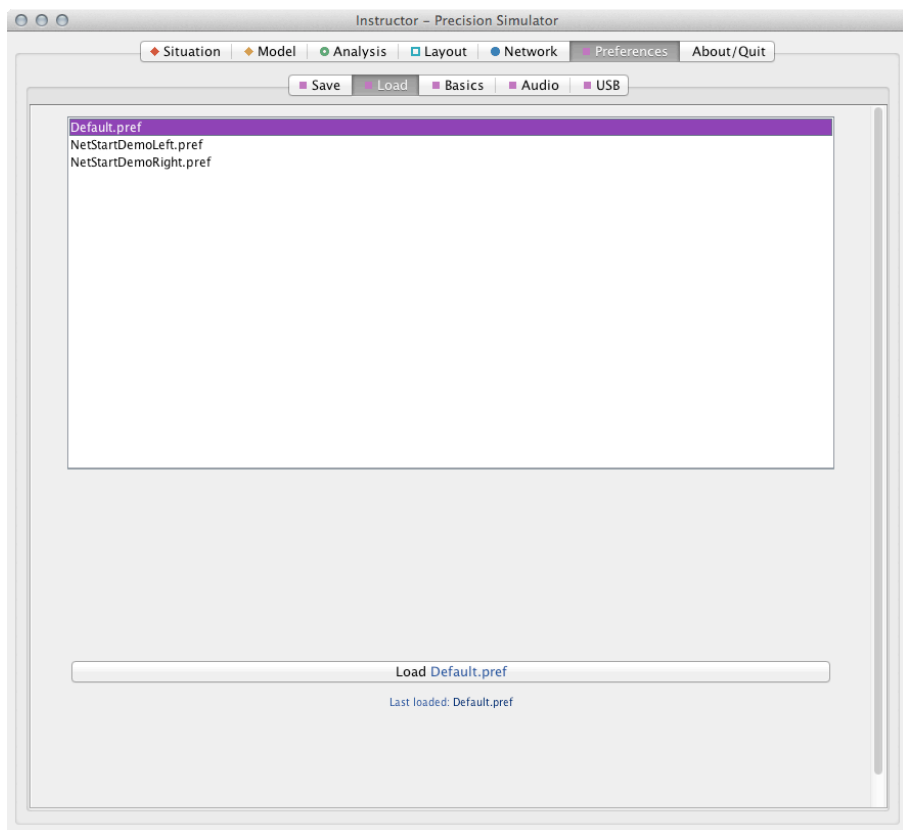 Instructor – Precision Simulator
Situation Model Analysis Layout Network Preferences About/Quit
Save Load Basics Audio USB
Default.pref
NetStartDemoLeft.pref
NetStartDemoRight.pref
Load Default.pref
Last loaded: Default.pref